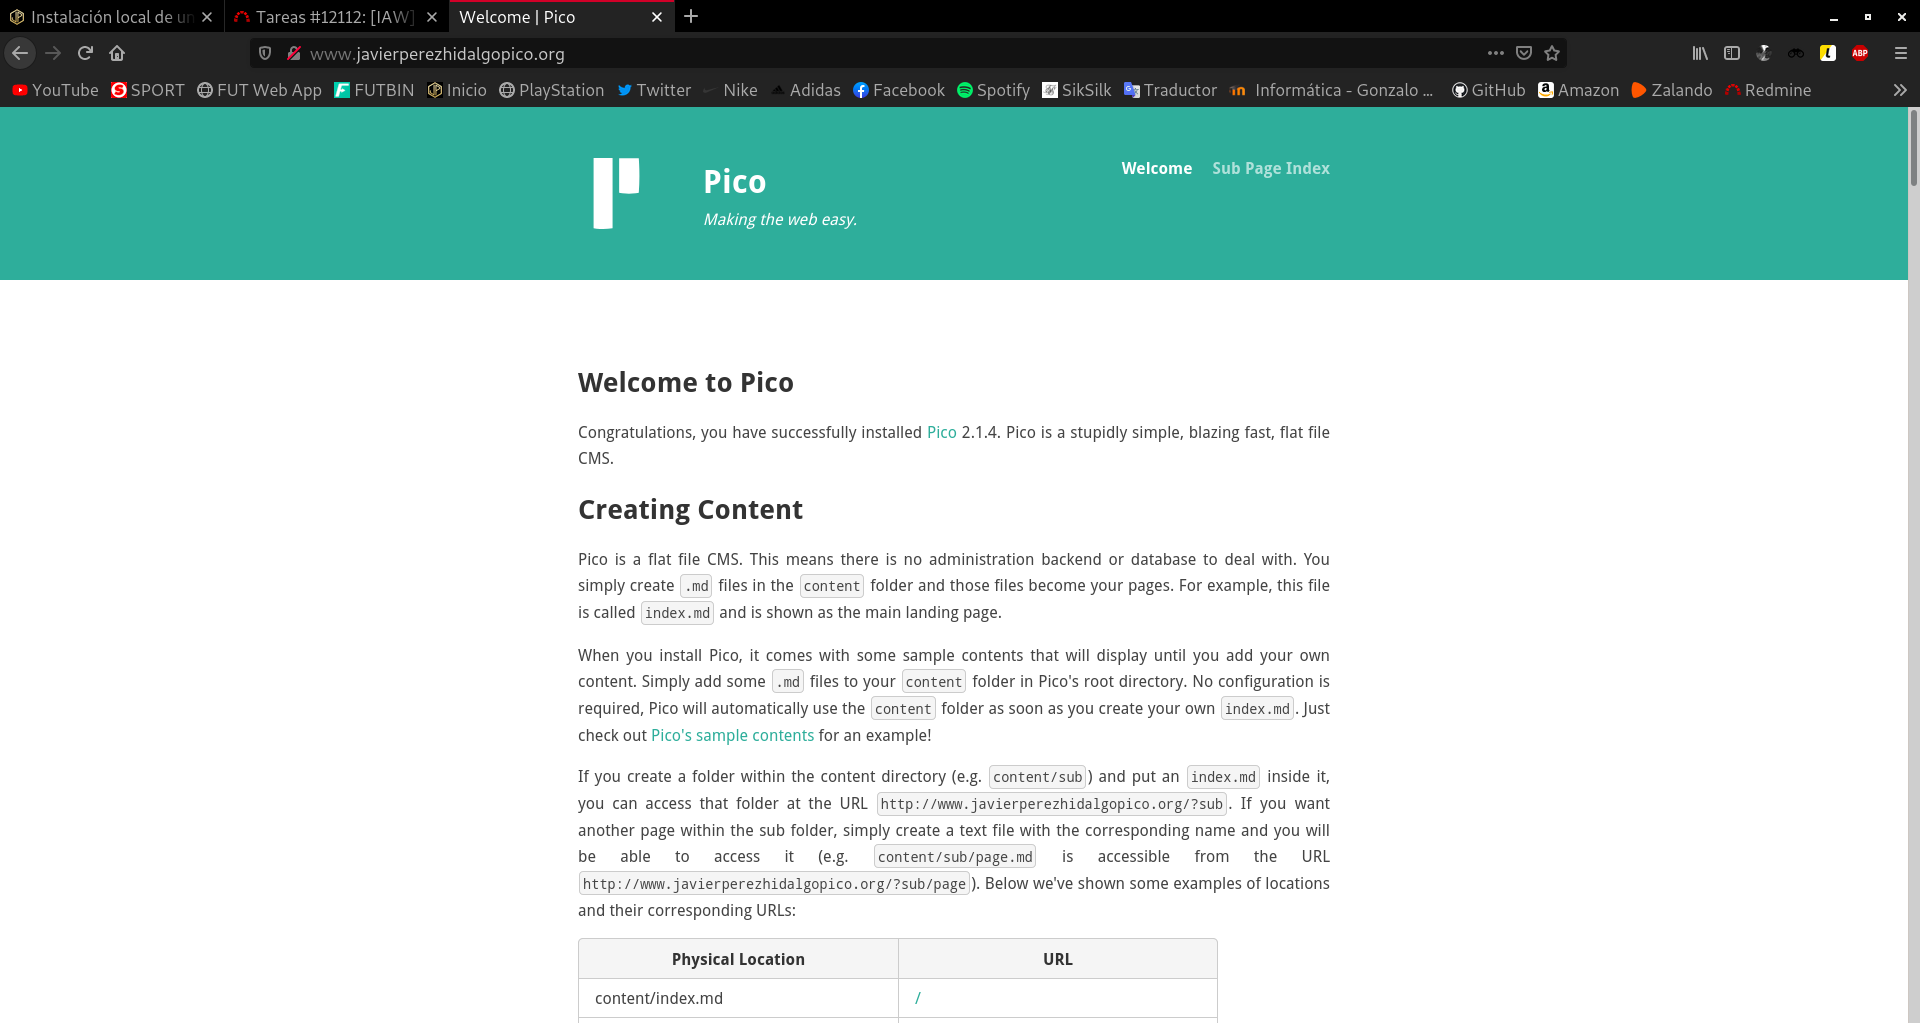 Instalación local de un
Tareas #12112: [IAW]
Welcome | Pico
www.javierperezhidalgopico.org
ABP
YouTube
SPORT
FUT Web App
FUTBIN
Inicio
PlayStation
Twitter
Nike
Adidas
Facebook
Spotify
SikSilk
Traductor
Informática - Gonzalo ...
GitHub
Amazon
Zalando
Redmine
Pico
Making the web easy.
Welcome
Sub Page Index
Welcome to Pico
Congratulations, you have successfully installed Pico 2.1.4. Pico is a stupidly simple, blazing fast, flat file
CMS.
Creating Content
Pico is a flat file CMS. This means there is no administration backend or database to deal with. You
simply create .md files in the content folder and those files become your pages. For example, this file
is called index.md and is shown as the main landing page.
When you install Pico, it comes with some sample contents that will display until you add your own
content. Simply add some .md files to your content folder in Pico's root directory. No configuration is
required, Pico will automatically use the content folder as soon as you create your own index.md. Just
check out Pico's sample contents for an example!
If you create a folder within the content directory (e.g. content/sub) and put an index.md inside it,
you can access that folder at the URL http://www.javierperezhidalgopico.org/?sub. If you want
another page within the sub folder, simply create a text file with the corresponding name and you will
be able to access it (e.g. content/sub/page.md is accessible from the URL
http://www.javierperezhidalgopico.org/?sub/page). Below we've shown some examples of locations
and their corresponding URLs:
Physical Location
URL
content/index.md
/